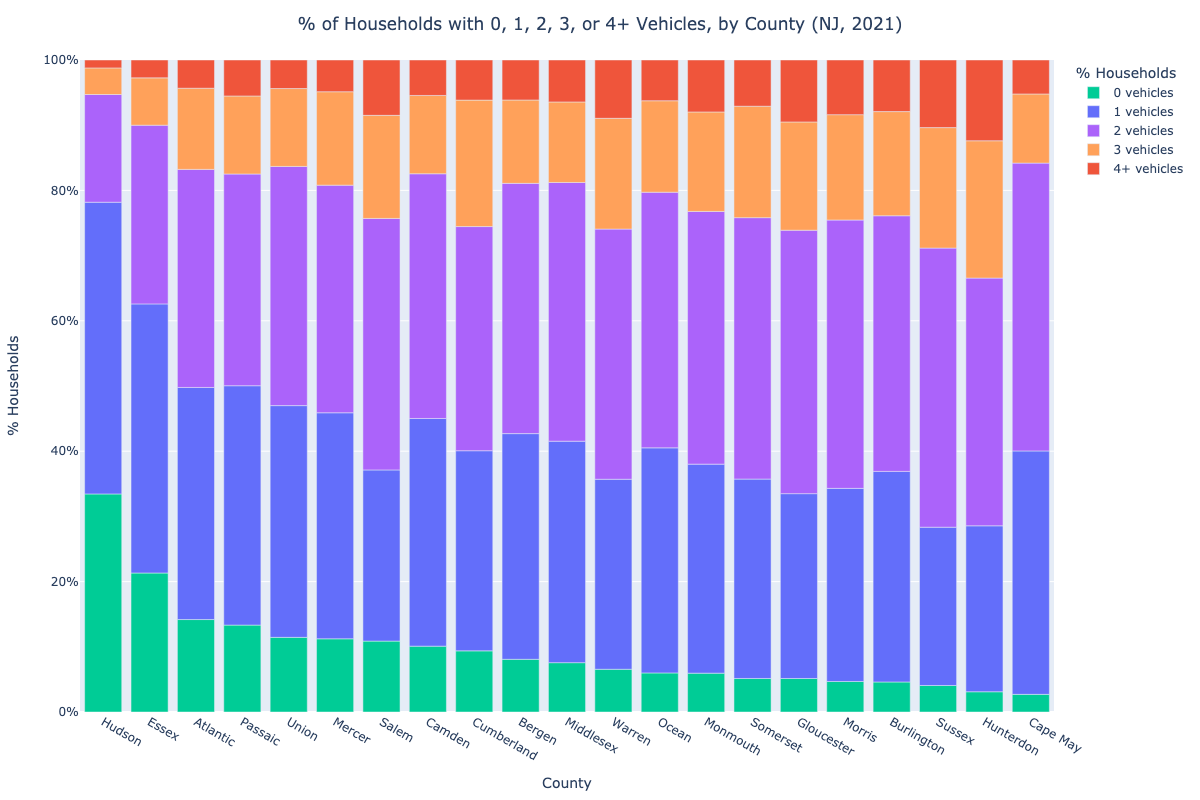 % of Households with 0, 1, 2, 3, or 4+ Vehicles, by County (NJ, 2021)
% Households
0 vehicles
1 vehicles
2 vehicles
3 vehicles
4+ vehicles
100%
80%
60%
40%
20%
0%
% Households
Hudson
Essex
Atlantic
Passaic
Union
Mercer
Salem
Camden
Cumberland
Bergen
Middlesex
Warren
Ocean
Monmouth
Somerset
Gloucester
Morris
Burlington
Sussex
Hunterdon
Cape May
County